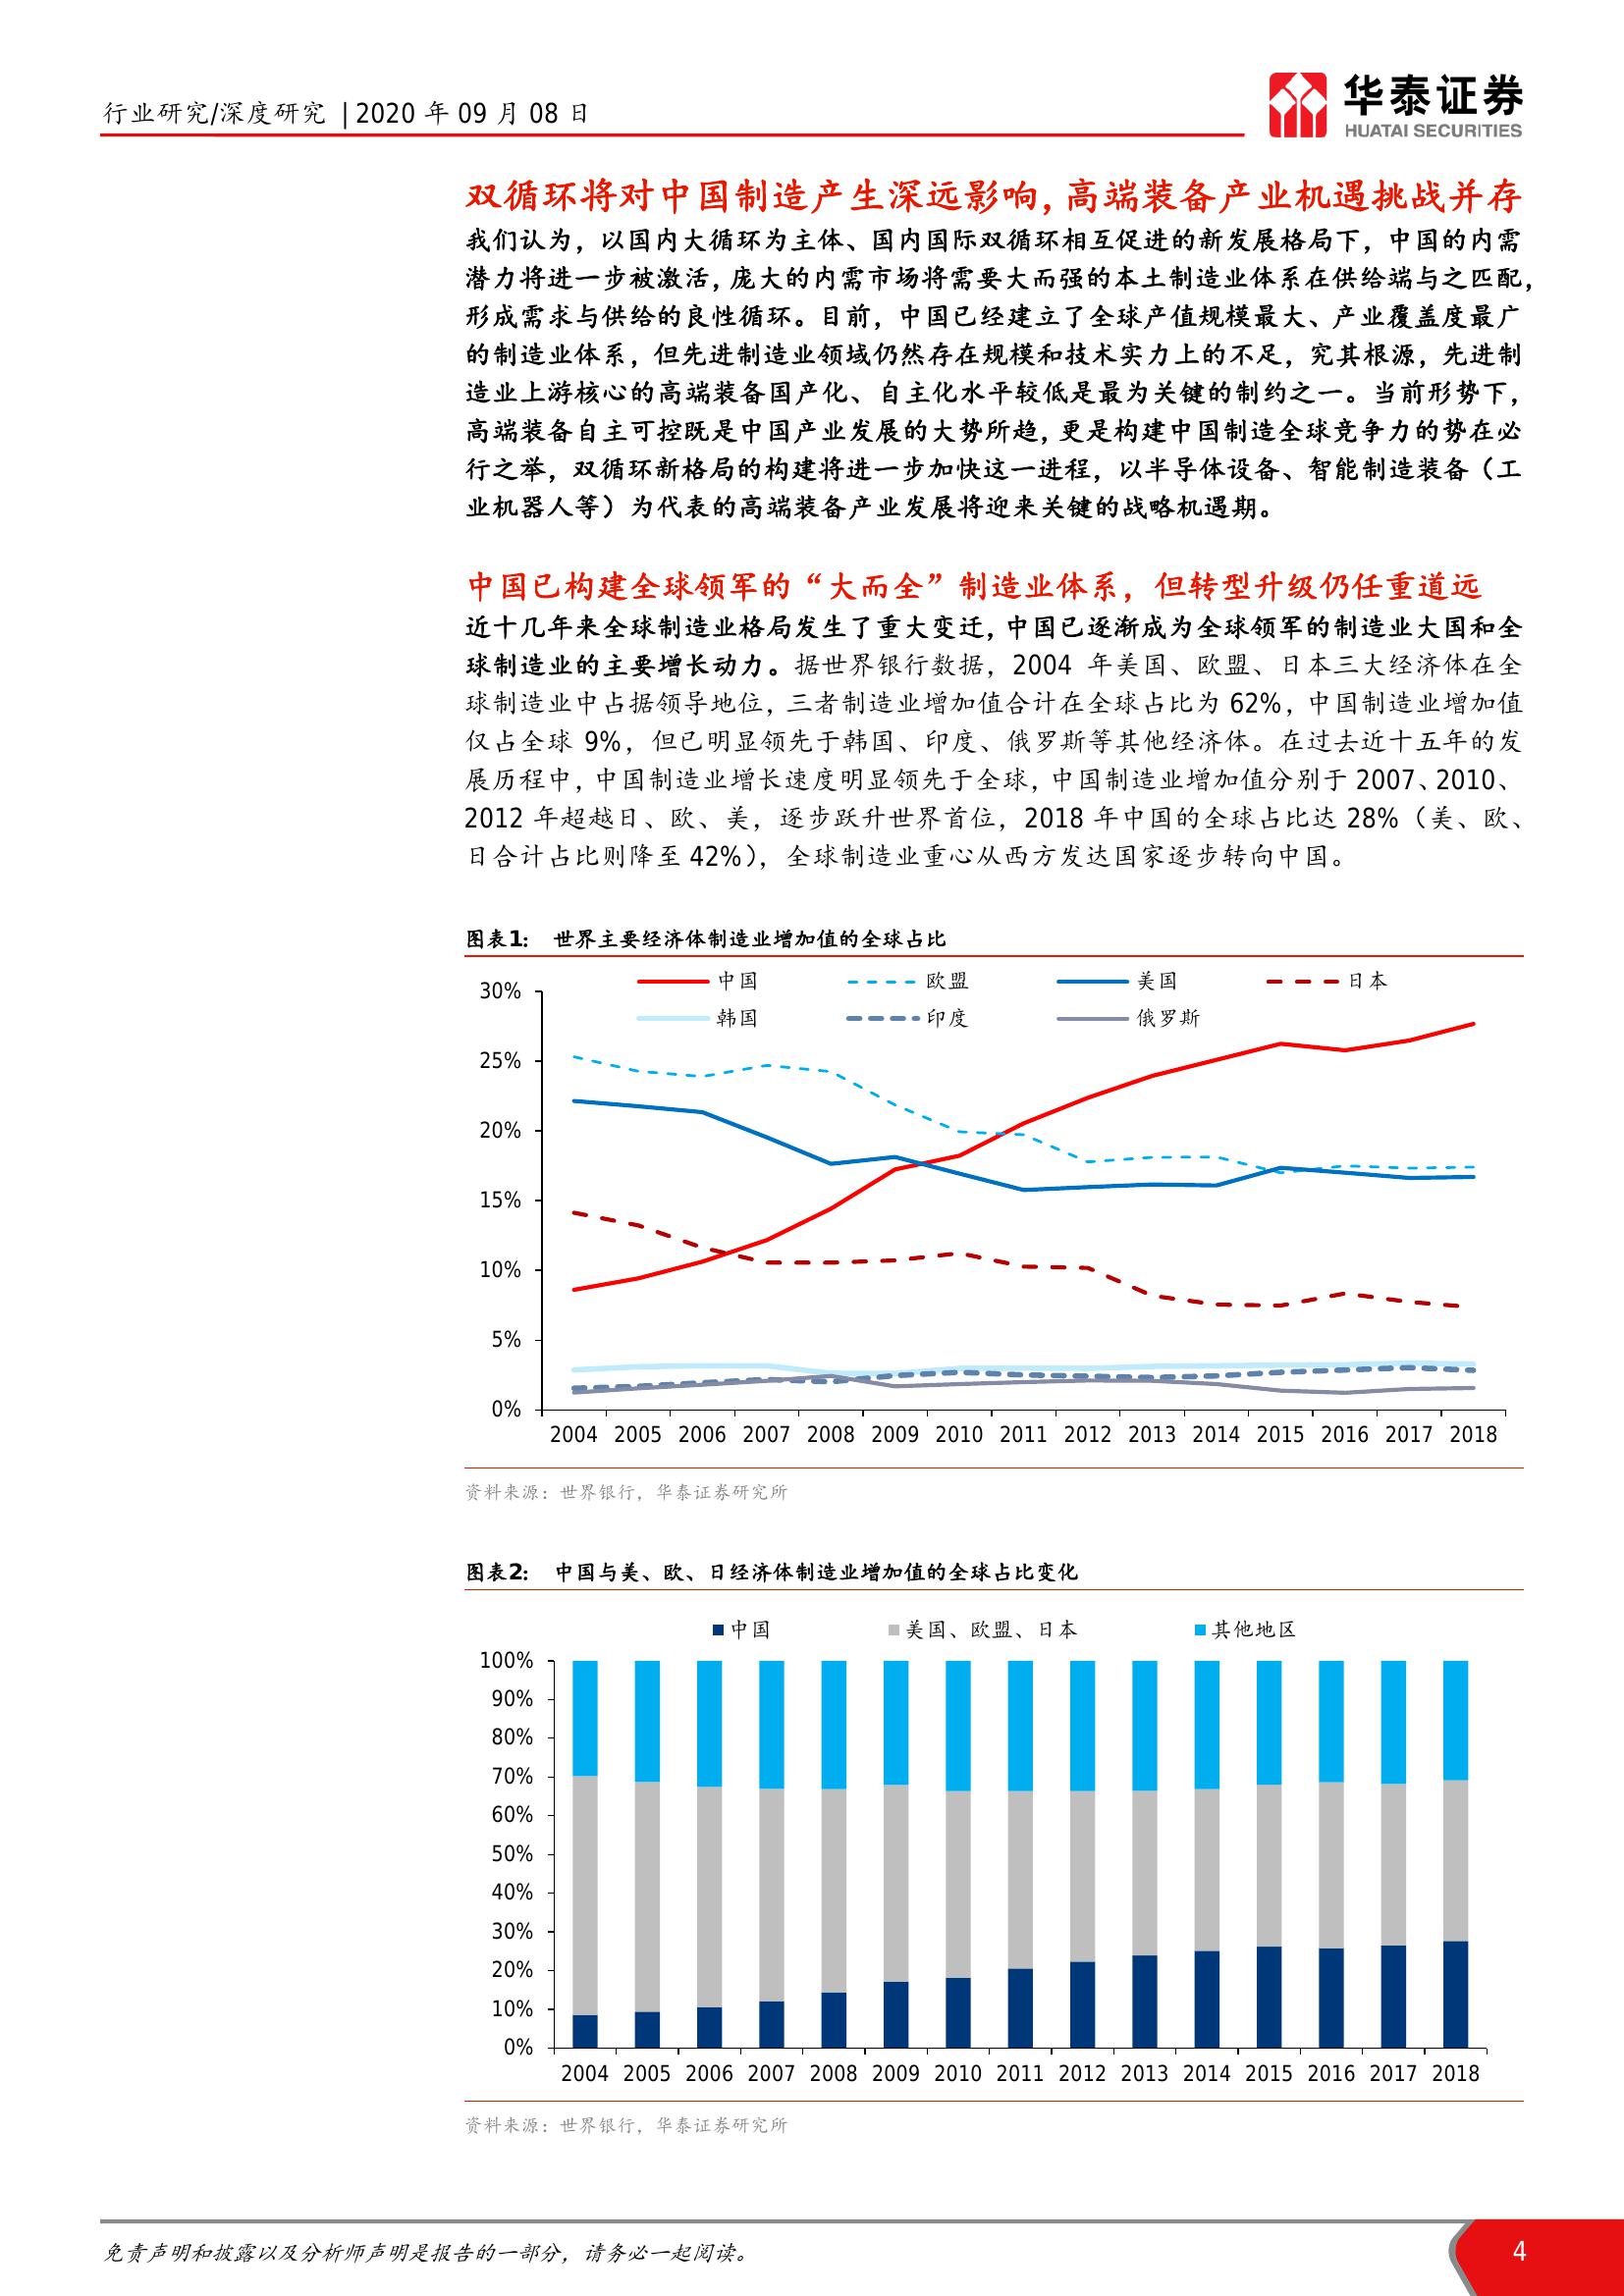 行业研究/深度研究 | 2020 年 09 月 08 日
华泰证券
HUATAI SECURITIES
双循环将对中国制造产生深远影响，高端装备产业机遇挑战并存
我们认为，以国内大循环为主体、国内国际双循环相互促进的新发展格局下，中国的内需
潜力将进一步被激活，庞大的内需市场将需要大而强的本土制造业体系在供给端与之匹配，
形成需求与供给的良性循环。目前，中国已经建立了全球产值规模最大、产业覆盖度最广
的制造业体系，但先进制造业领域仍然存在规模和技术实力上的不足，究其根源，先进制
造业上游核心的高端装备国产化、自主化水平较低是最为关键的制约之一。当前形势下，
高端装备自主可控既是中国产业发展的大势所趋，更是构建中国制造全球竞争力的势在必
行之举，双循环新格局的构建将进一步加快这一进程，以半导体设备、智能制造装备（工
业机器人等）为代表的高端装备产业发展将迎来关键的战略机遇期。
中国已构建全球领军的“大而全”制造业体系，但转型升级仍任重道远
近十几年来全球制造业格局发生了重大变迁，中国已逐渐成为全球领军的制造业大国和全
球制造业的主要增长动力。据世界银行数据，2004 年美国、欧盟、日本三大经济体在全
球制造业中占据领导地位，三者制造业增加值合计在全球占比为 62%，中国制造业增加值
仅占全球 9%，但已明显领先于韩国、印度、俄罗斯等其他经济体。在过去近十五年的发
展历程中，中国制造业增长速度明显领先于全球，中国制造业增加值分别于 2007、2010、
2012 年超越日、欧、美，逐步跃升世界首位，2018 年中国的全球占比达 28%（美、欧、
日合计占比则降至 42%），全球制造业重心从西方发达国家逐步转向中国。
图表1： 世界主要经济体制造业增加值的全球占比
中国 欧盟 美国 日本
韩国 印度 俄罗斯
30%
25%
20%
15%
10%
5%
0%
2004 2005 2006 2007 2008 2009 2010 2011 2012 2013 2014 2015 2016 2017 2018
资料来源：世界银行，华泰证券研究所
图表2： 中国与美、欧、日经济体制造业增加值的全球占比变化
中国 美国、欧盟、日本 其他地区
100%
90%
80%
70%
60%
50%
40%
30%
20%
10%
0%
2004 2005 2006 2007 2008 2009 2010 2011 2012 2013 2014 2015 2016 2017 2018
资料来源：世界银行，华泰证券研究所
免责声明和披露以及分析师声明是报告的一部分，请务必一起阅读。
4